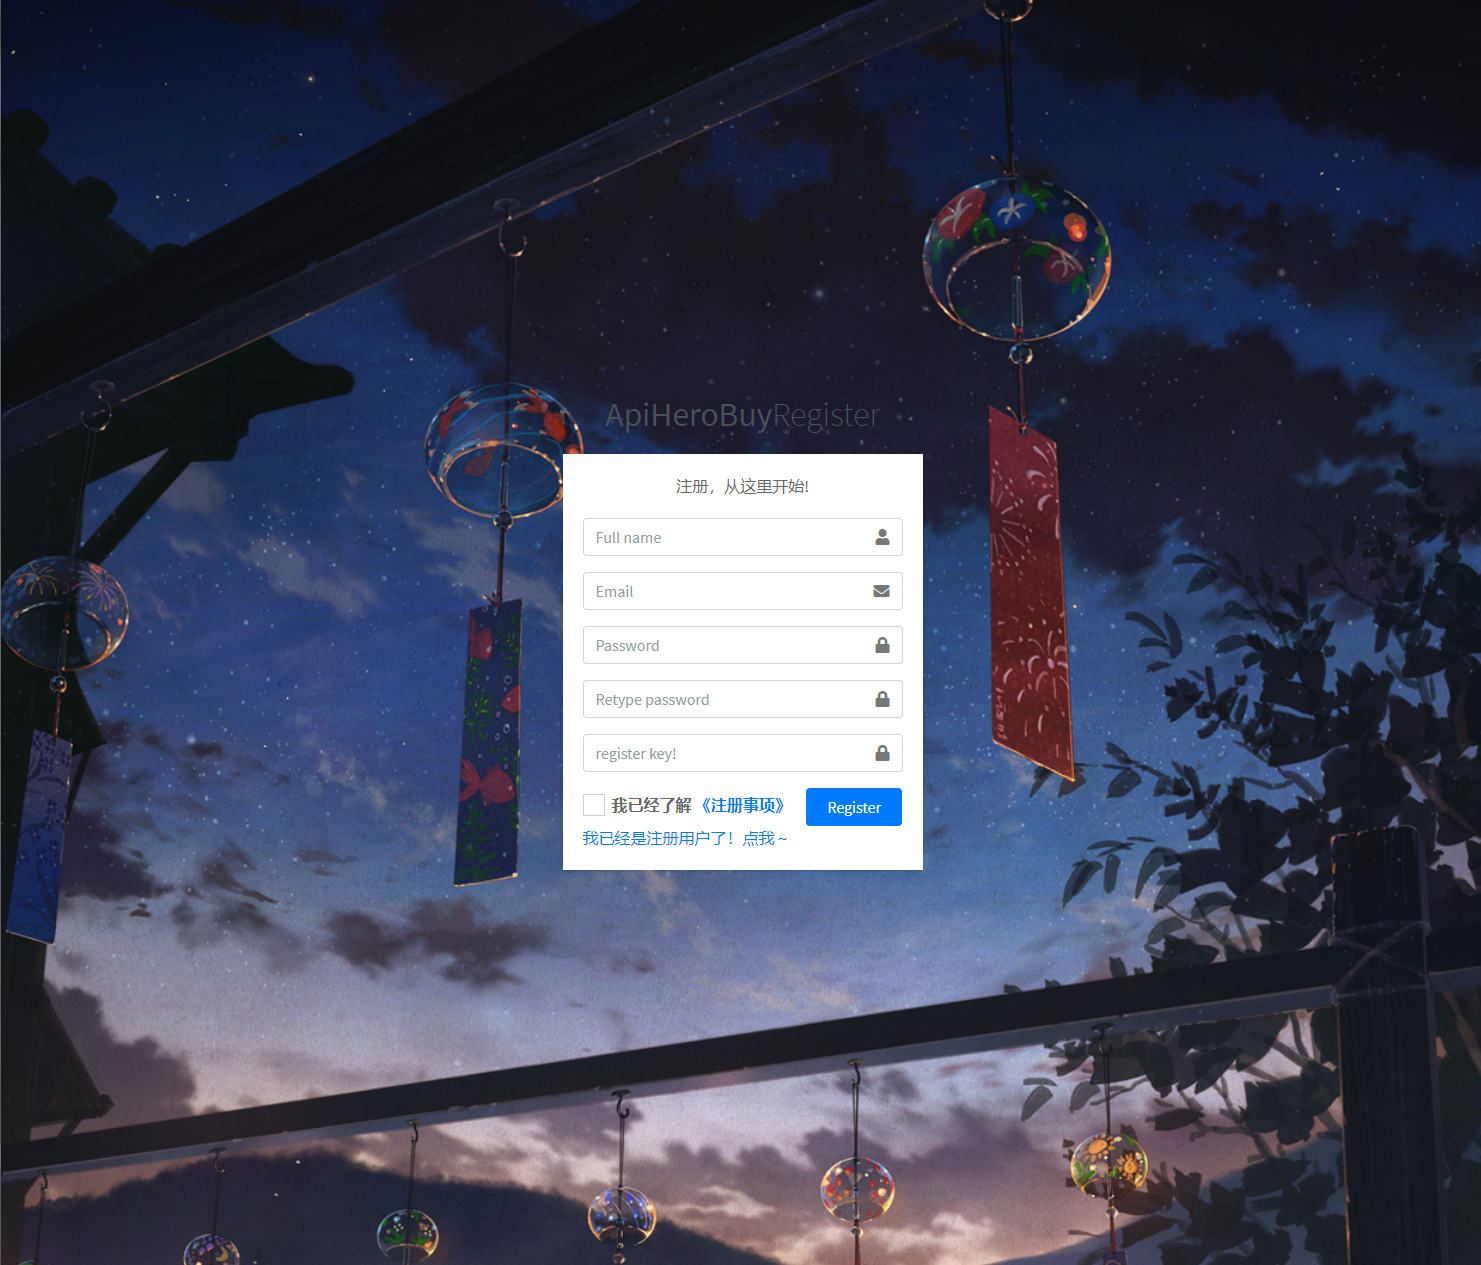 ApiHeroBuyRegister
注册，从这里开始!
Full name
Email
Password
Retype password
register key!
我已经了解 《注册事项》 Register
我已经是注册用户了！点我～